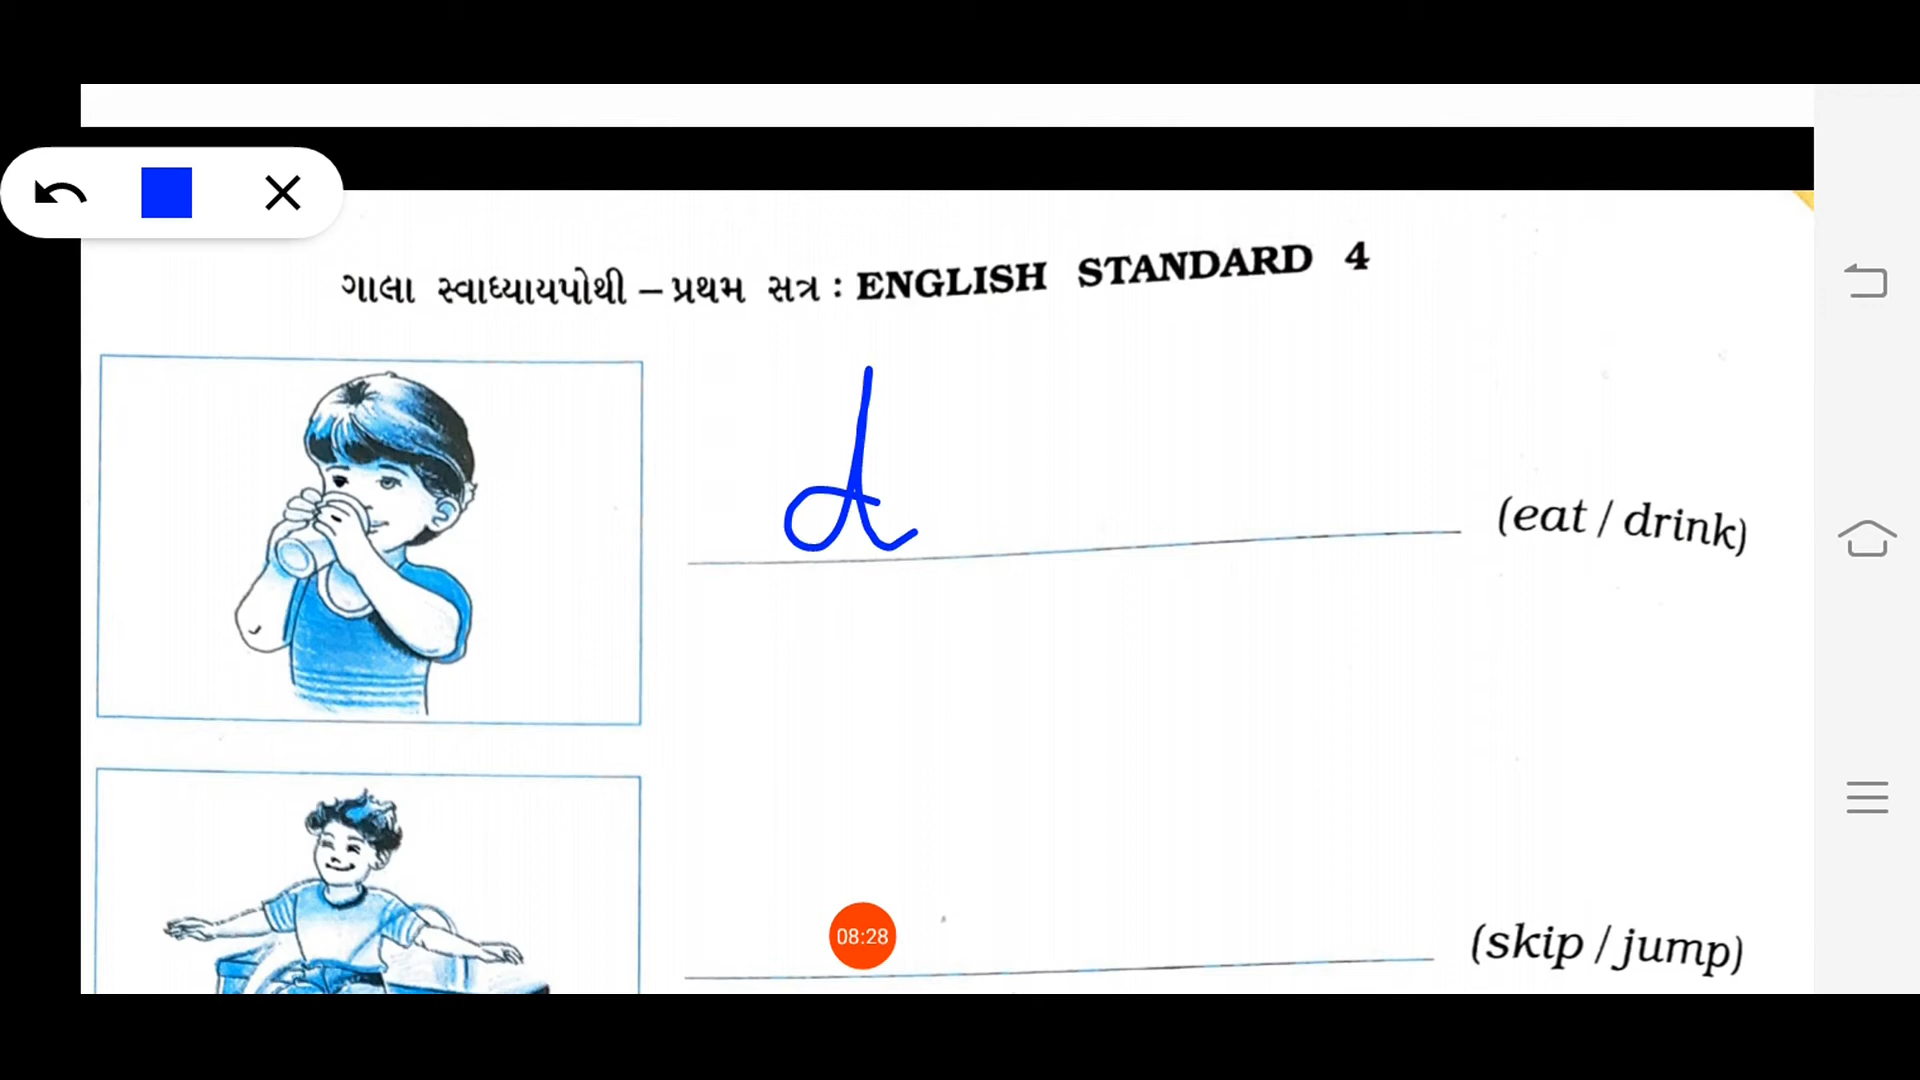 ગાલા સ્વાધ્યાયપોથી – પ્રથમ સત્ર : ENGLISH STANDARD 4
d
(eat / drink)
08:28
(skip / jump)